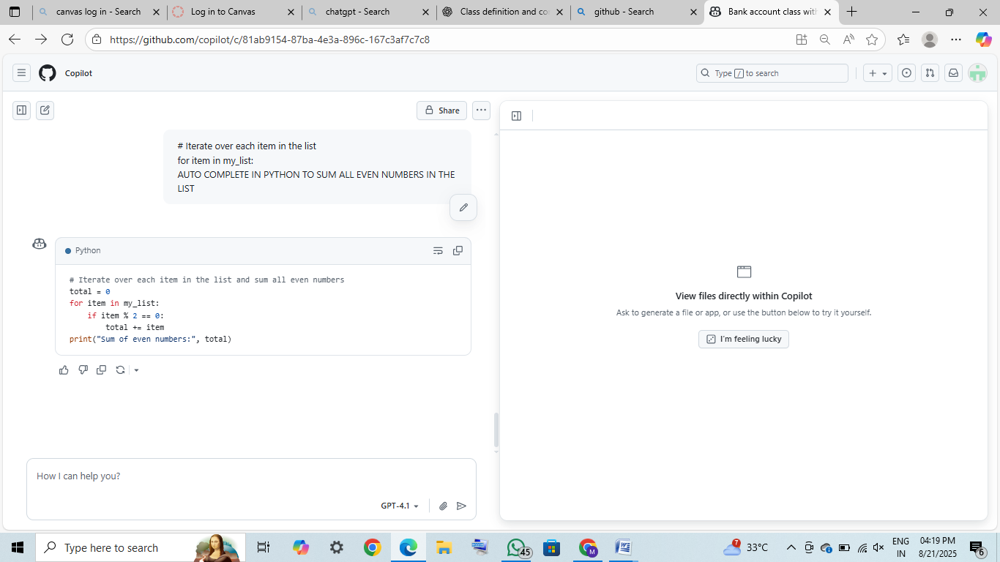 canvas log in - Search
Log in to Canvas
chatgpt - Search
Class definition and co
github - Search
Bank account class with
https://github.com/copilot/c/81ab9154-87ba-4e3a-896c-167c3af7c7c8
Copilot
Type / to search
Share
# Iterate over each item in the list
for item in my_list:
AUTO COMPLETE IN PYTHON TO SUM ALL EVEN NUMBERS IN THE
LIST
Python
# Iterate over each item in the list and sum all even numbers
total = 0
for item in my_list:
    if item % 2 == 0:
        total += item
print("Sum of even numbers:", total)
View files directly within Copilot
Ask to generate a file or app, or use the button below to try it yourself.
I'm feeling lucky
How I can help you?
GPT-4.1
Type here to search
45
M
7
33°C
ENG
IN
04:19 PM
8/21/2025
6